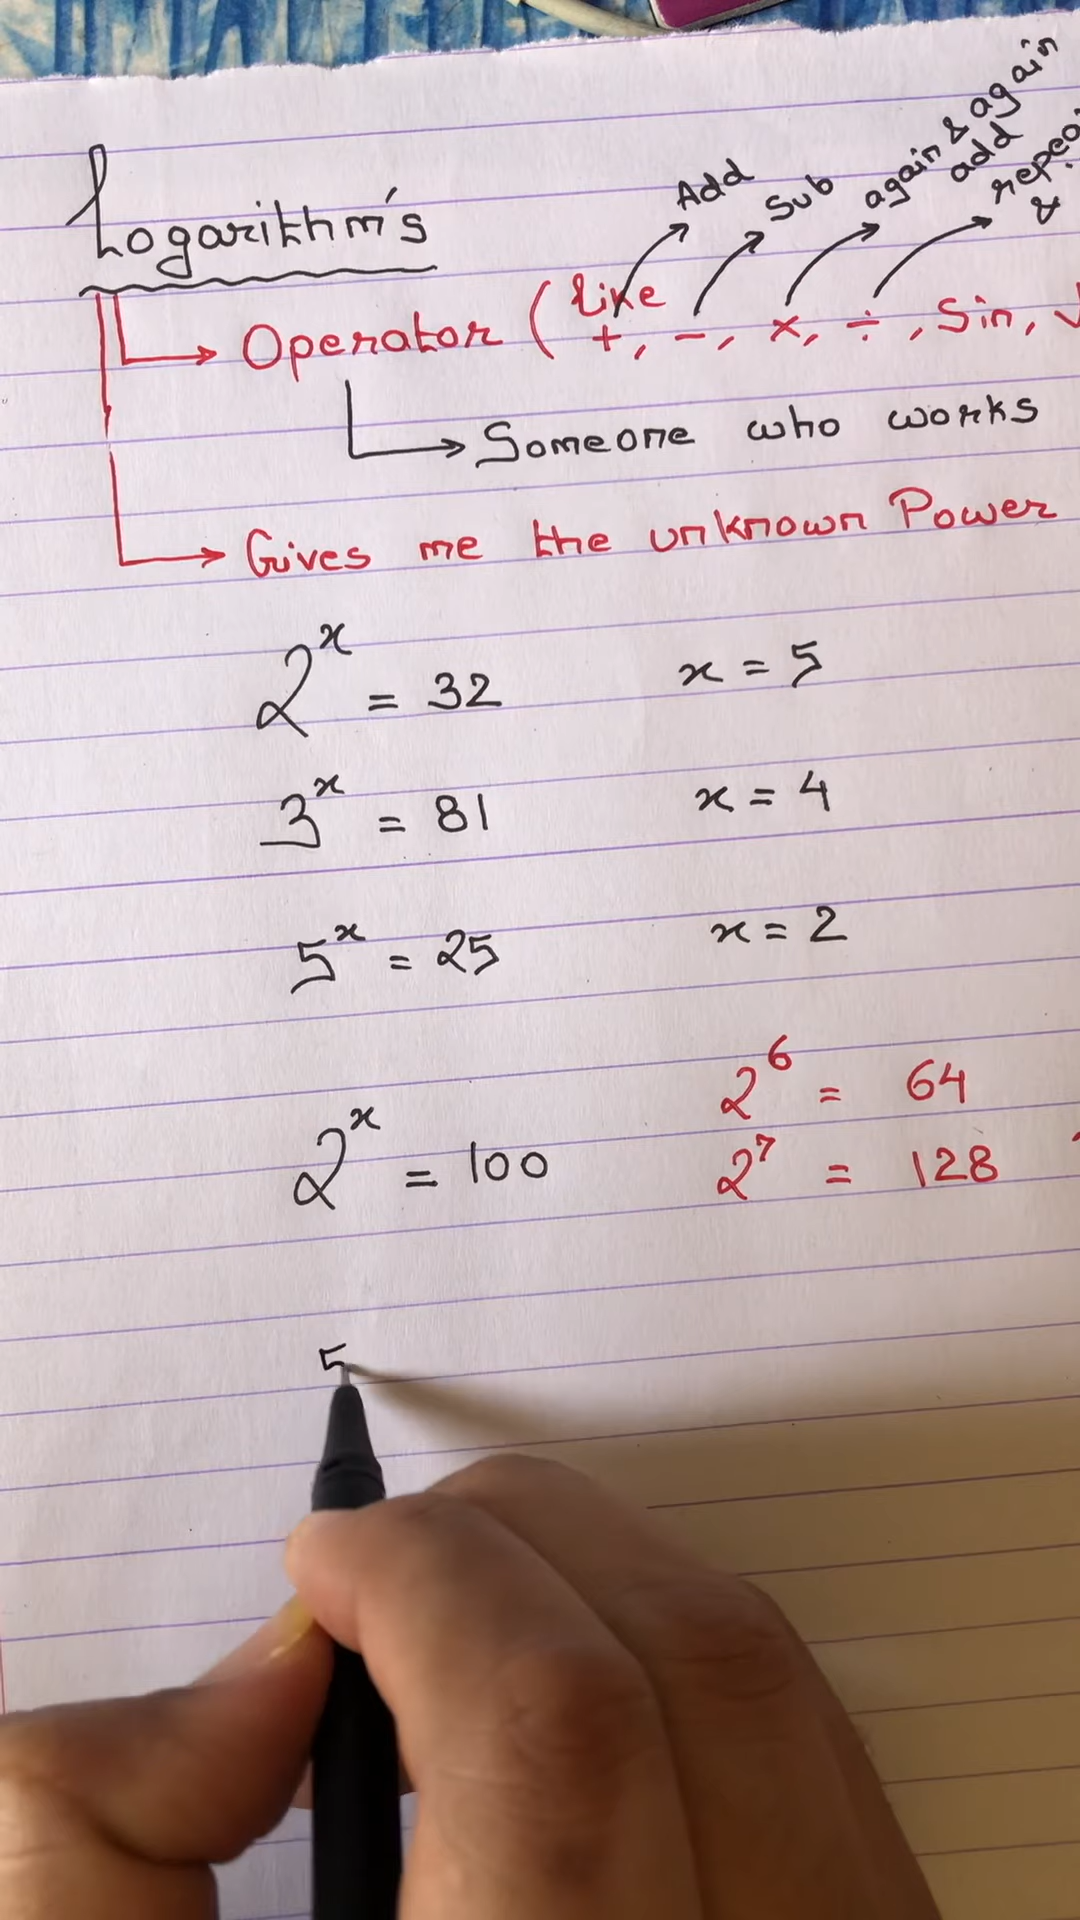 Logarithm's
Add
Sub
again & again
add
&
Operator ( like
+, -, ×, ÷, Sin, √
Someone who works
Gives me the unknown Power
2^x = 32    x = 5
3^x = 81    x = 4
5^x = 25    x = 2
2^6 = 64
2^x = 100    2^7 = 128
5